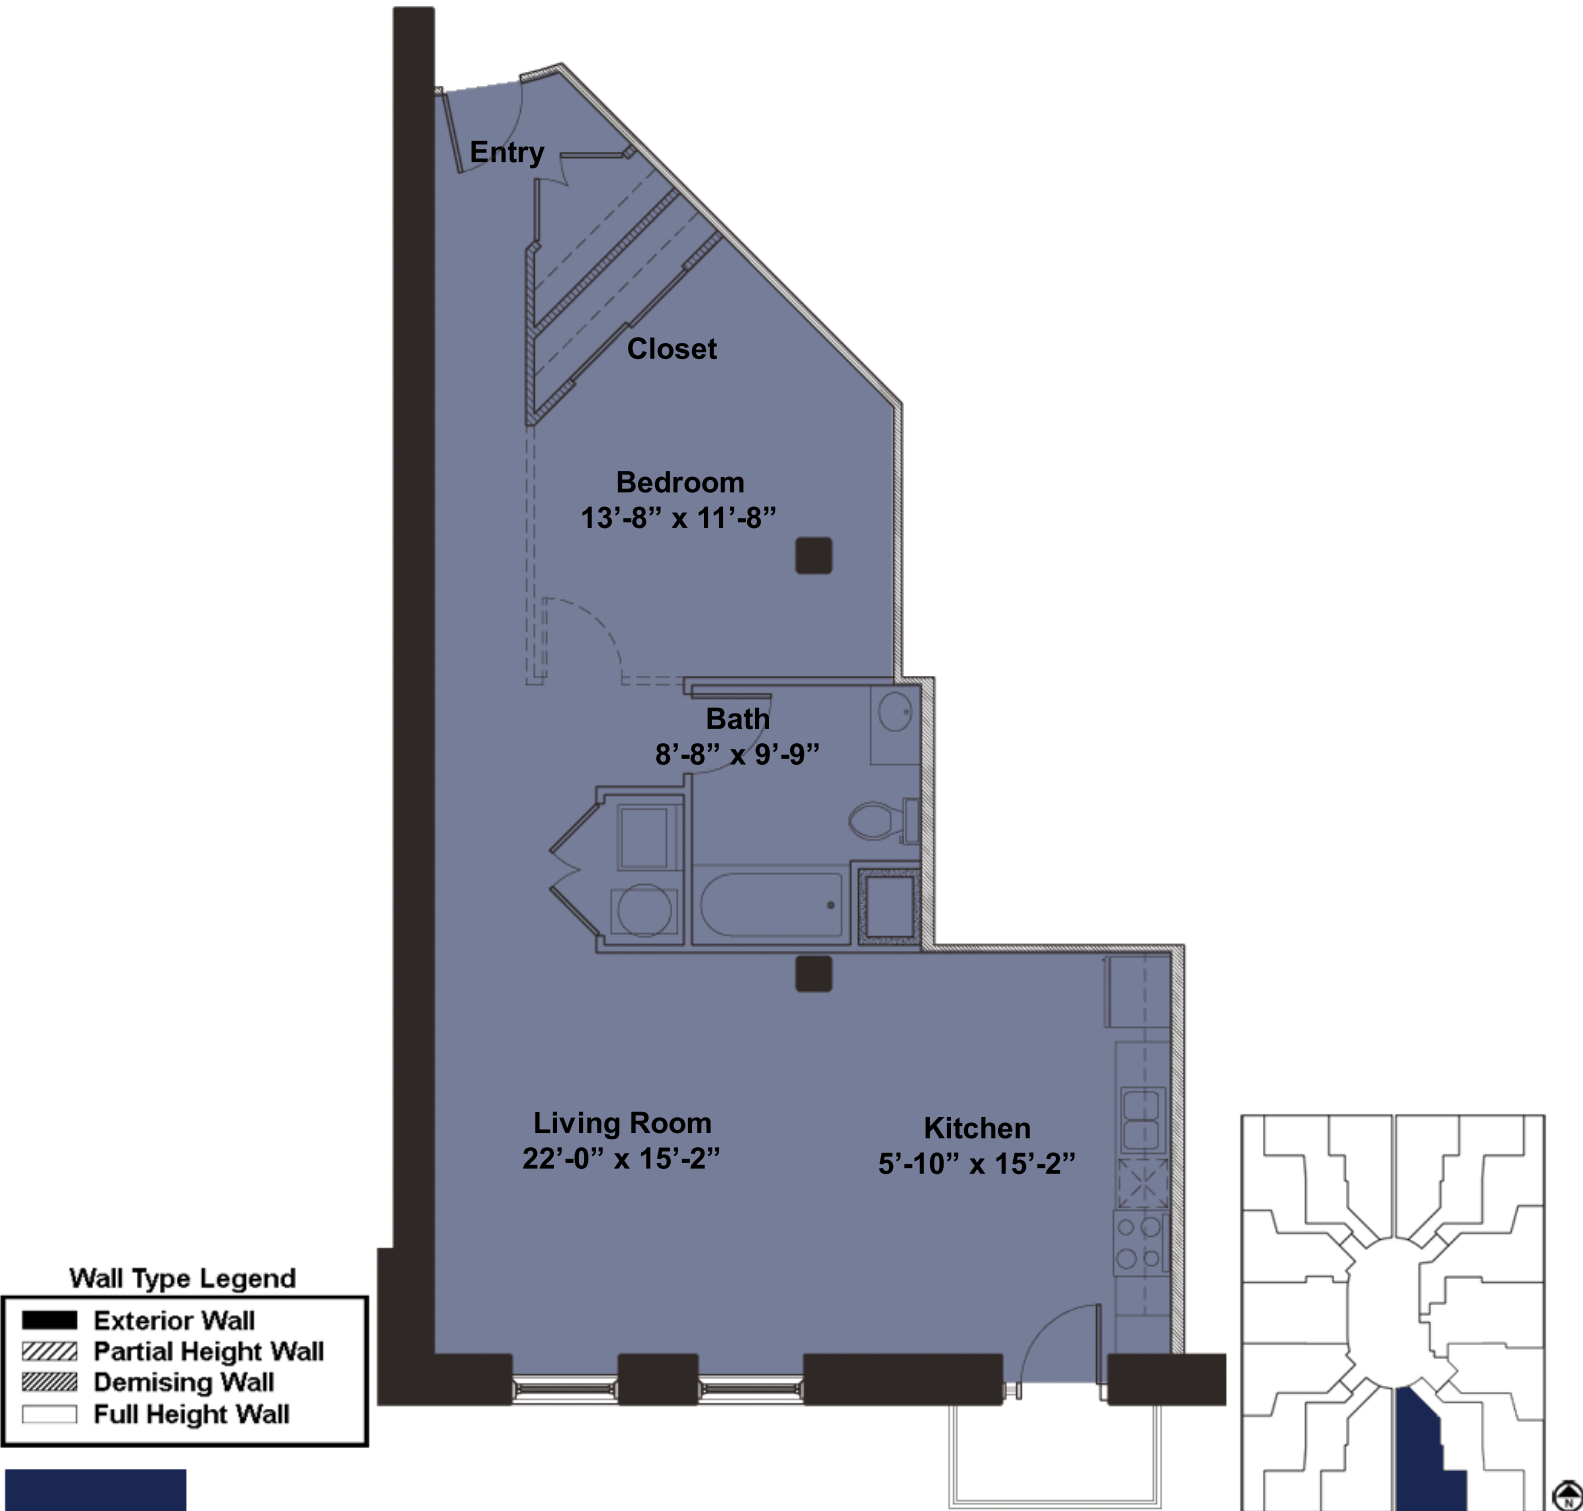 Entry
Closet
Bedroom
13’-8” x 11’-8”
Bath
8’-8” x 9’-9”
Living Room
22’-0” x 15’-2”
Kitchen
5’-10” x 15’-2”
Wall Type Legend
Exterior Wall
Partial Height Wall
Demising Wall
Full Height Wall
N